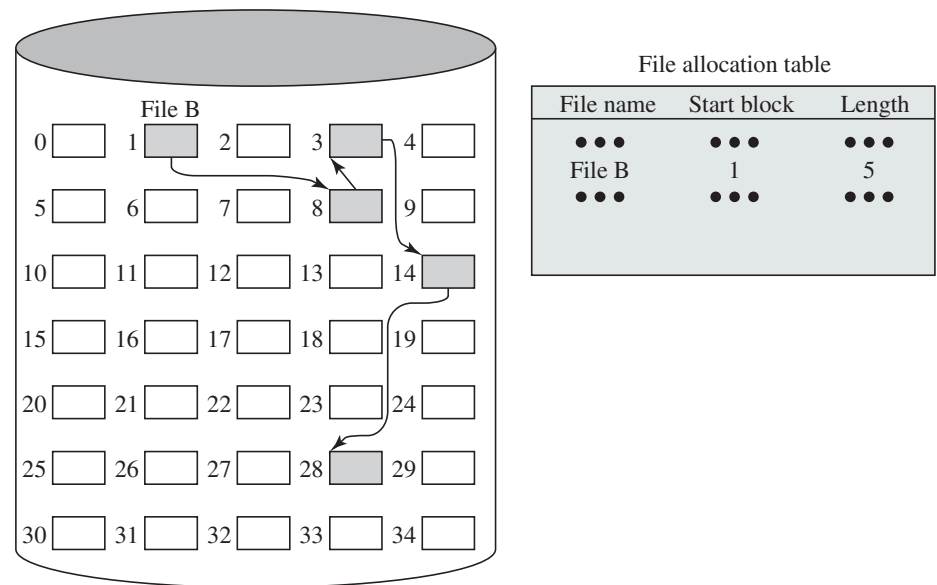 File B
0 1 2 3 4
5 6 7 8 9
10 11 12 13 14
15 16 17 18 19
20 21 22 23 24
25 26 27 28 29
30 31 32 33 34
File allocation table
File name Start block Length
••• ••• •••
File B 1 5
••• ••• •••